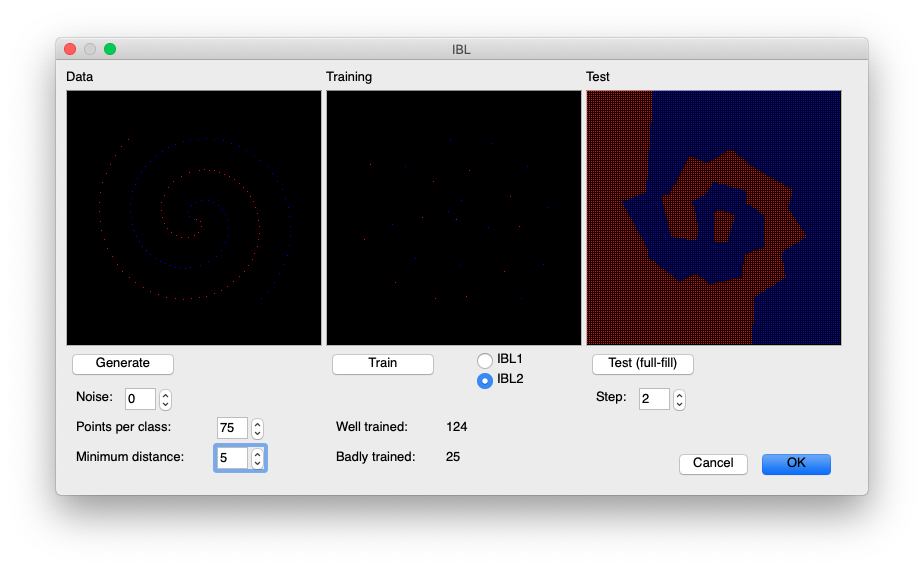 IBL
Data Training Test
Generate Train IBL1 Test (full-fill)
IBL2
Noise: 0 Step: 2
Points per class: 75 Well trained: 124
Minimum distance: 5 Badly trained: 25
Cancel OK